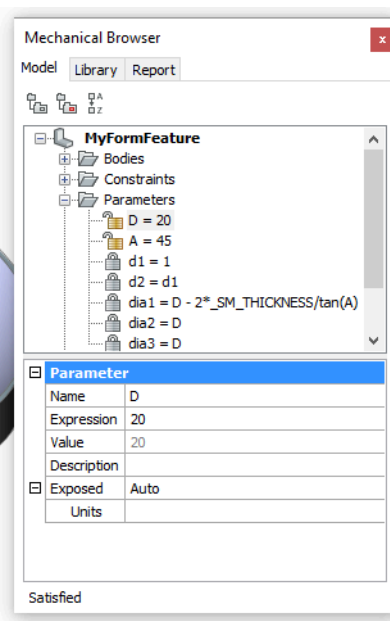 Mechanical Browser x
Model Library Report
MyFormFeature
Bodies
Constraints
Parameters
D = 20
A = 45
d1 = 1
d2 = d1
dia1 = D - 2*_SM_THICKNESS/tan(A)
dia2 = D
dia3 = D
Parameter
Name D
Expression 20
Value 20
Description
Exposed Auto
Units
Satisfied